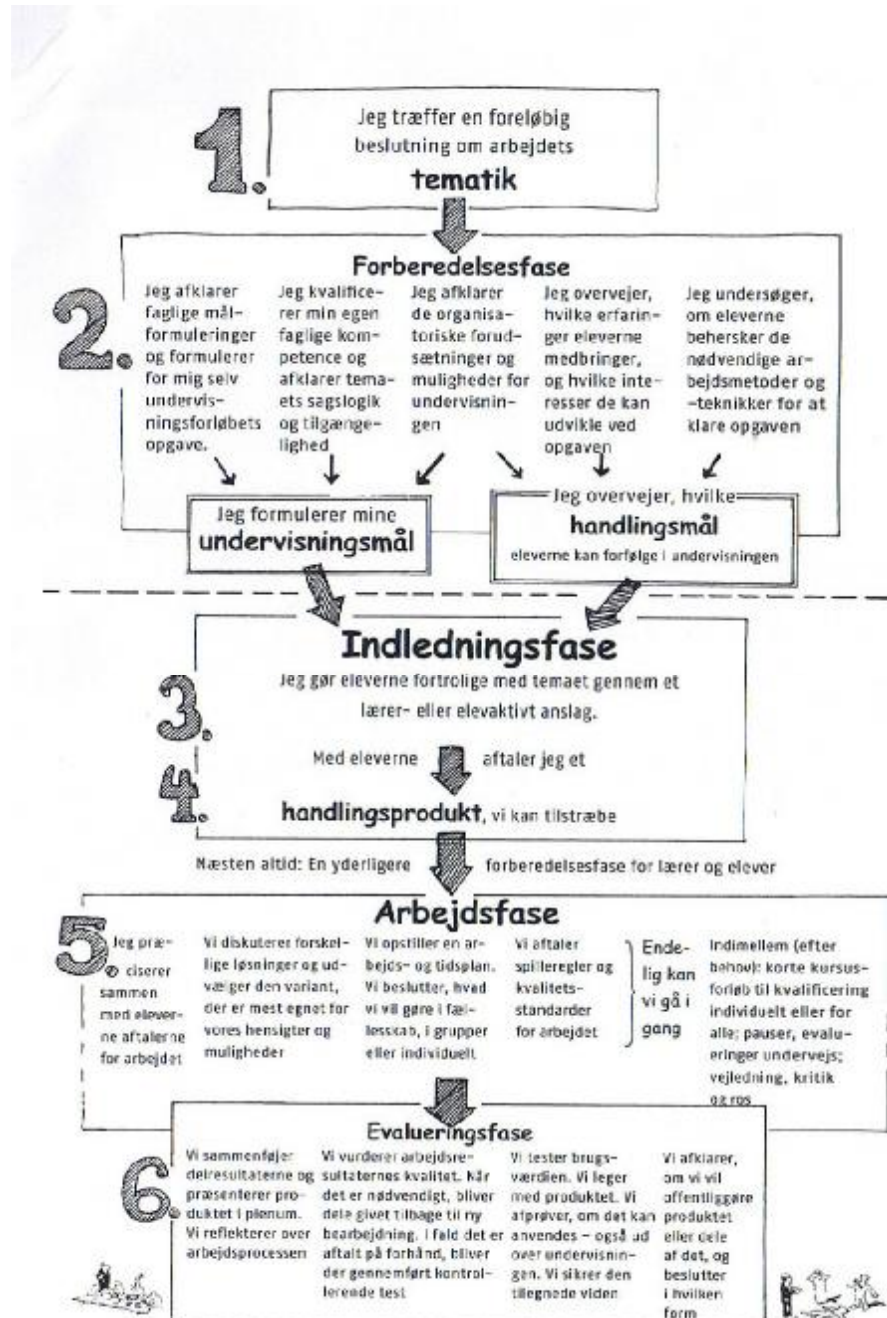 1.
Jeg træffer en foreløbig
beslutning om arbejdets
tematik
2.
Forberedelsesfase
Jeg afklarer
faglige mål-
formuleringer
og formulerer
for mig selv
undervis-
ningsforløbets
opgave.
Jeg kvalifice-
rer min egen
faglige kom-
petence og
afklarer tema-
ets sagslogik
og tilgænge-
lighed
Jeg afklarer
de organisa-
toriske forud-
sætninger og
muligheder for
undervisnin-
gen
Jeg overvejer,
hvilke erfarin-
ger eleverne
medbringer,
og hvilke inte-
resser de kan
udvikle ved
opgaven
Jeg undersøger,
om eleverne
behersker de
nødvendige ar-
bejdsmetoder og
-teknikker for at
klare opgaven
Jeg formulerer mine
undervisningsmål
Jeg overvejer, hvilke
handlingsmål
eleverne kan forfølge i undervisningen
Indledningsfase
3.
Jeg gør eleverne fortrolige med temaet gennem et
lærer- eller elevaktivt anslag.
Med eleverne aftaler jeg et
4.
handlingsprodukt, vi kan tilstræbe
Næsten altid: En yderligere forberedelsesfase for lærer og elever
Arbejdsfase
5.
Jeg præ-
ciserer
sammen
med elever-
ne aftalerne
for arbejdet
Vi diskuterer forskel-
lige løsninger og ud-
vælger den variant,
der er mest egnet for
vores hensigter og
muligheder
Vi opstiller en ar-
bejds- og tidsplan.
Vi beslutter, hvad
vi vil gøre i fæl-
lesskab, i grupper
eller individuelt
Vi aftaler
spilleregler og
kvalitets-
standarder
for arbejdet
Ende-
lig kan
vi gå i
gang
Indimellem (efter
behov): korte kursus-
forløb til kvalificering
individuelt eller for
alle; pauser, evalu-
eringer undervejs;
vejledning, kritik
og ros
Evalueringsfase
6.
Vi sammenføjer
delresultaterne og
præsenterer pro-
duktet i plenum.
Vi reflekterer over
arbejdsprocessen
Vi vurderer arbejdsre-
sultaternes kvalitet. Når
det er nødvendigt, bliver
dele givet tilbage til ny
bearbejdning. I fald det er
aftalt på forhånd, bliver
der gennemført kontrol-
lerende test
Vi tester brugs-
værdien. Vi leger
med produktet. Vi
afprøver, om det kan
anvendes – også ud
over undervisnin-
gen. Vi sikrer den
tilegnede viden
Vi afklarer,
om vi vil
offentliggøre
produktet
eller dele
af det, og
beslutter
i hvilken
form